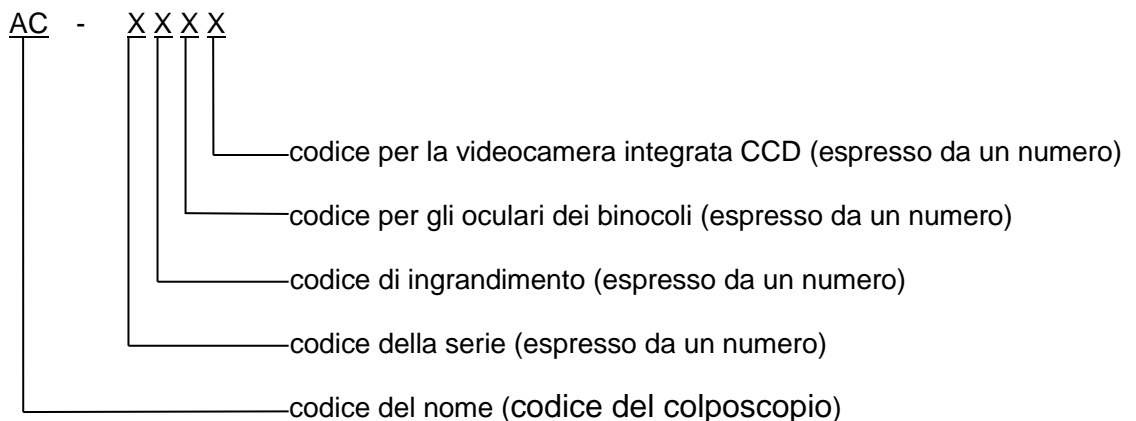 AC - X X X X
codice per la videocamera integrata CCD (espresso da un numero)
codice per gli oculari dei binocoli (espresso da un numero)
codice di ingrandimento (espresso da un numero)
codice della serie (espresso da un numero)
codice del nome (codice del colposcopio)